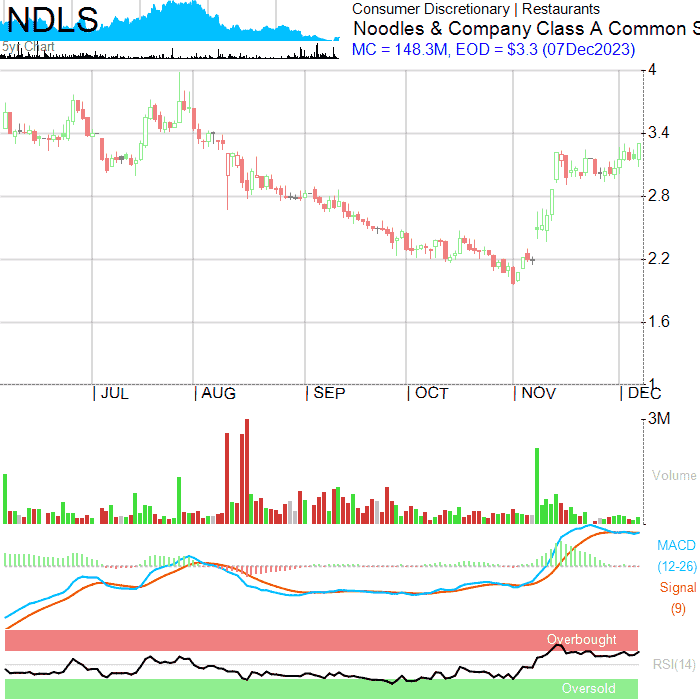 NDLS
5yr Chart
Consumer Discretionary | Restaurants
Noodles & Company Class A Common S
MC = 148.3M, EOD = $3.3 (07Dec2023)
4
3.4
2.8
2.2
1.6
1
JUL AUG SEP OCT NOV DEC
3M
Volume
MACD
(12-26)
Signal
(9)
Overbought
RSI(14)
Oversold